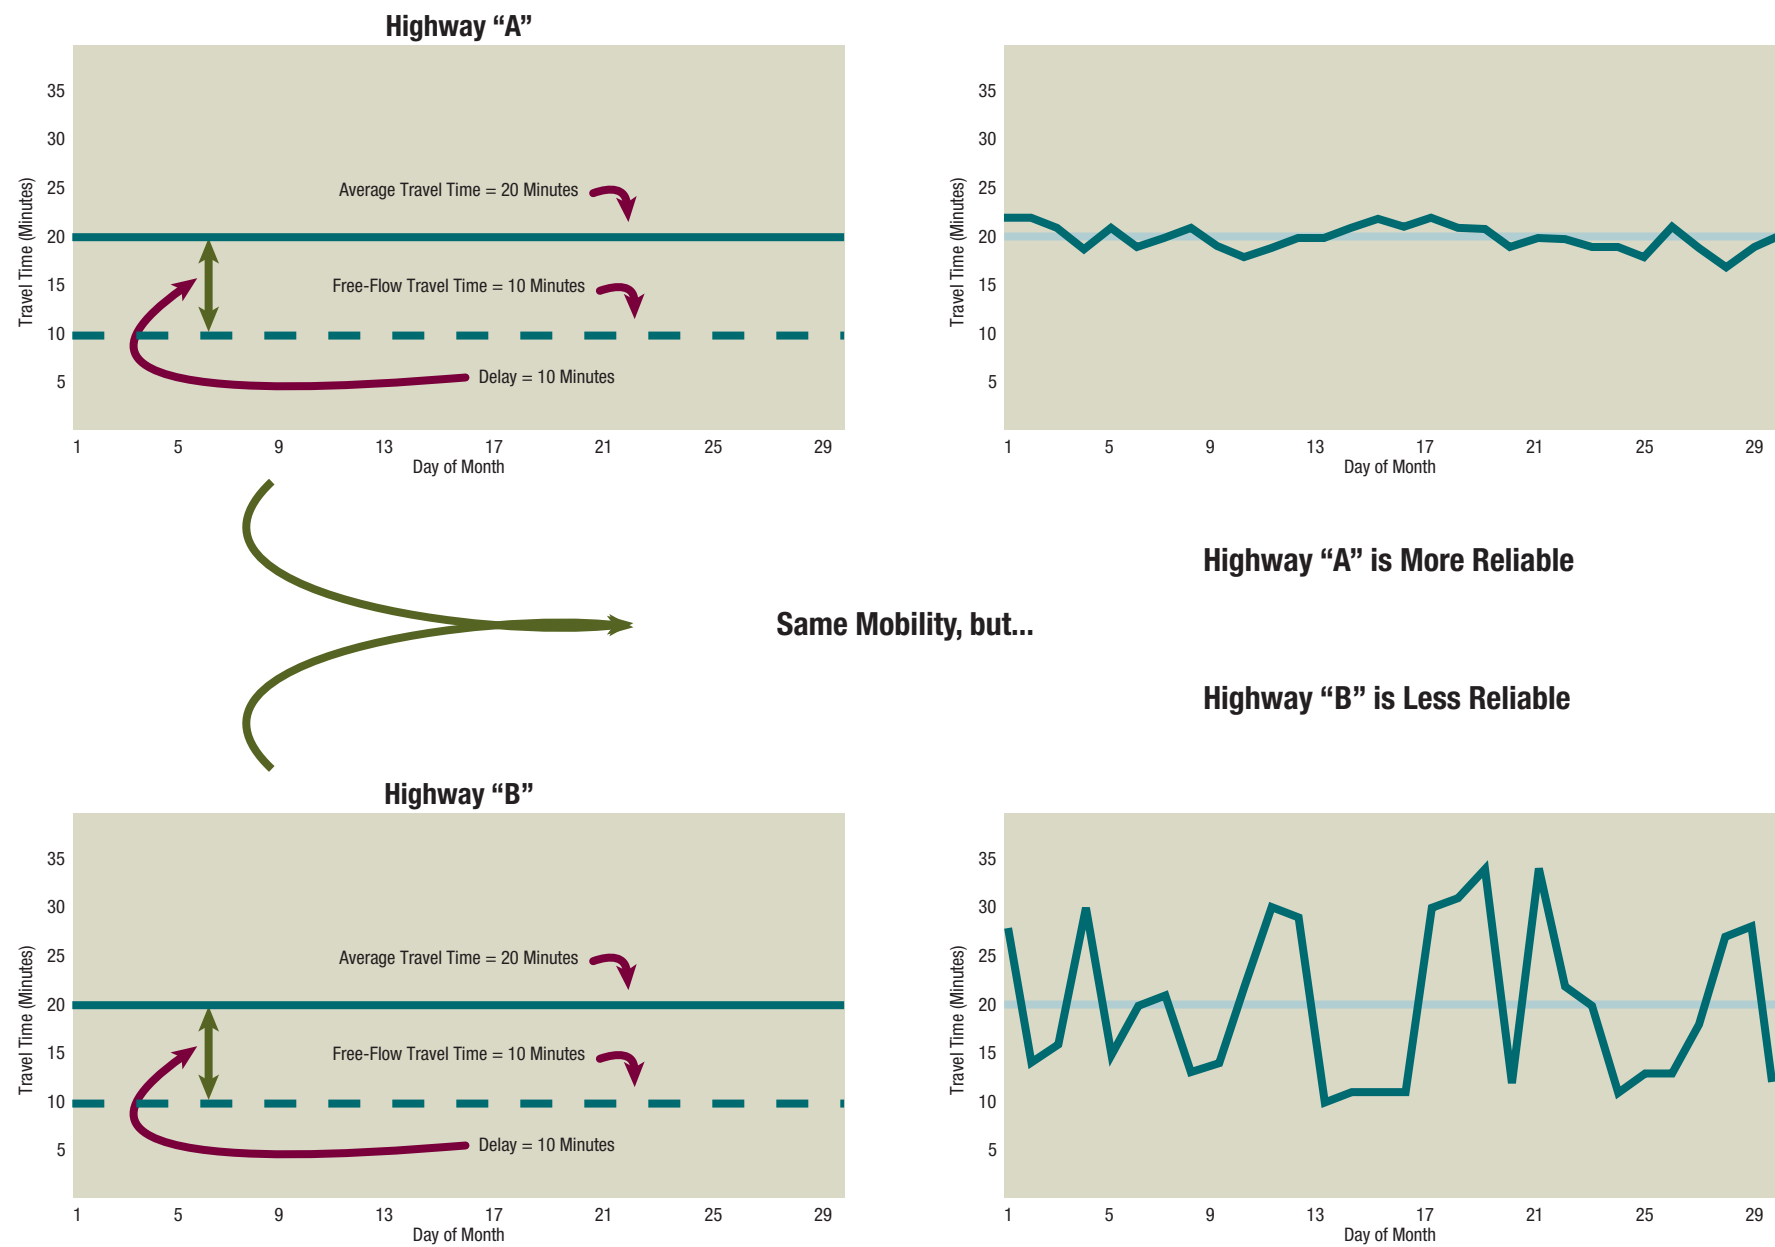 Highway “A”
35
30
25
20
15
10
5
Travel Time (Minutes)
Average Travel Time = 20 Minutes
Free-Flow Travel Time = 10 Minutes
Delay = 10 Minutes
1 5 9 13 17 21 25 29
Day of Month
35
30
25
20
15
10
5
Travel Time (Minutes)
1 5 9 13 17 21 25 29
Day of Month
Highway “A” is More Reliable
Same Mobility, but...
Highway “B” is Less Reliable
Highway “B”
35
30
25
20
15
10
5
Travel Time (Minutes)
Average Travel Time = 20 Minutes
Free-Flow Travel Time = 10 Minutes
Delay = 10 Minutes
1 5 9 13 17 21 25 29
Day of Month
35
30
25
20
15
10
5
Travel Time (Minutes)
1 5 9 13 17 21 25 29
Day of Month